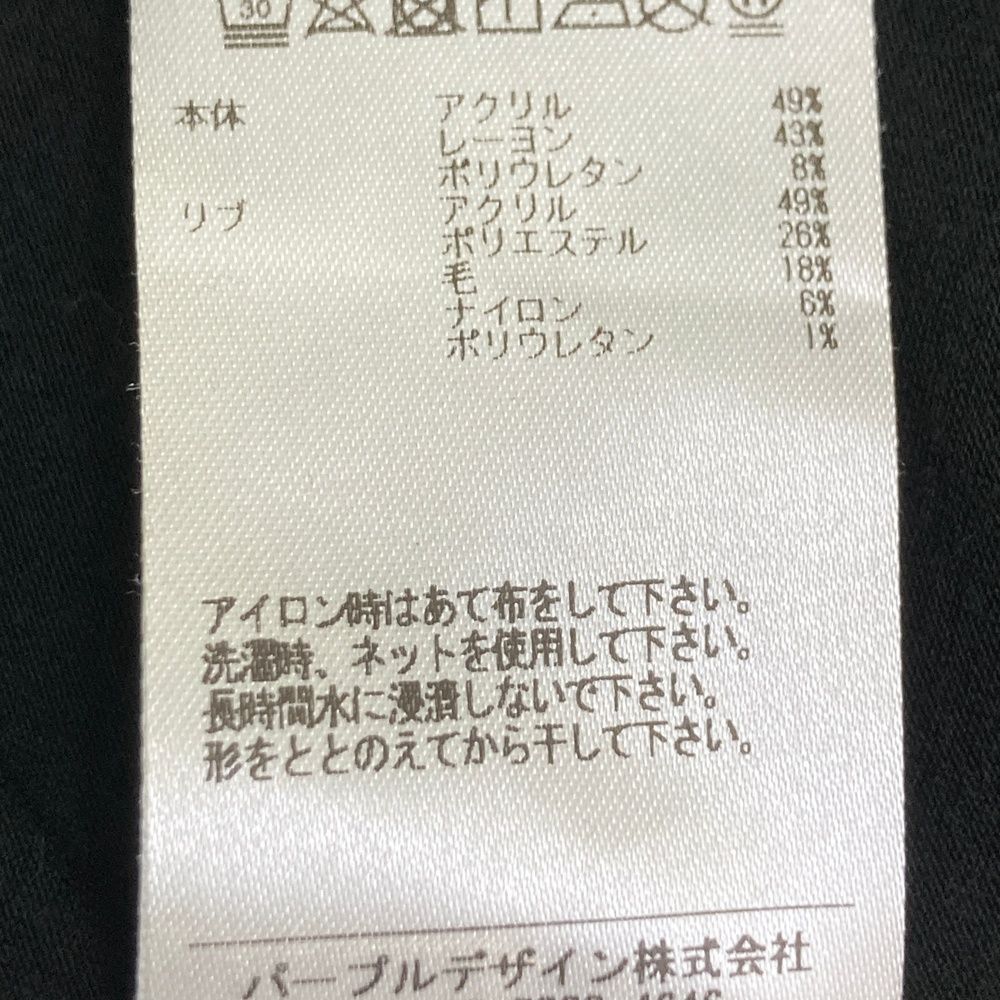 30
本体 アクリル 49%
レーヨン 43%
ポリウレタン 8%
リブ アクリル 49%
ポリエステル 26%
毛 18%
ナイロン 6%
ポリウレタン 1%
アイロン時はあて布をして下さい。
洗濯時、ネットを使用して下さい。
長時間水に浸漬しないで下さい。
形をととのえてから干して下さい。
パープルデザイン株式会社